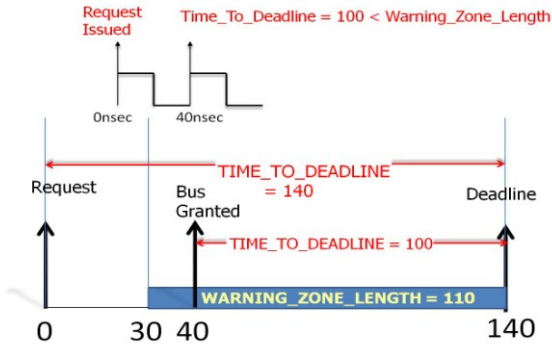 Request
Issued
Time_To_Deadline = 100 < Warning_Zone_Length
0nsec
40nsec
TIME_TO_DEADLINE
= 140
Request
Bus
Granted
Deadline
TIME_TO_DEADLINE = 100
WARNING_ZONE_LENGTH = 110
0
30
40
140